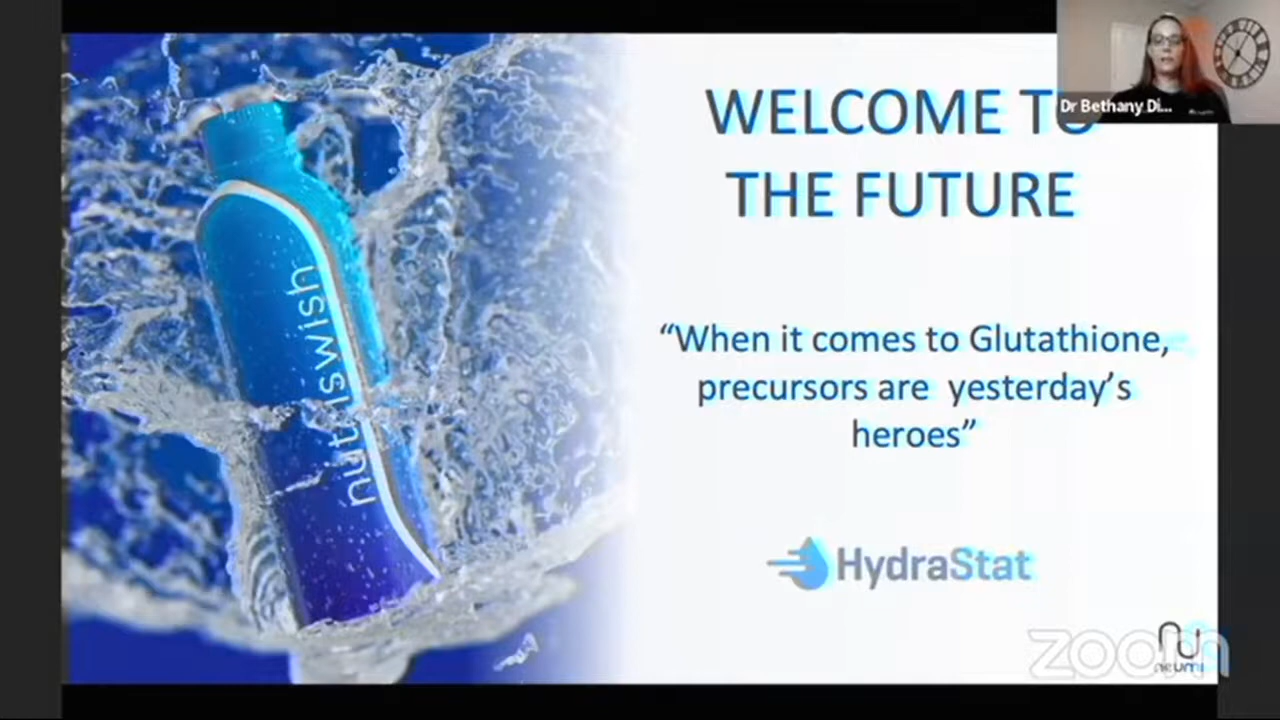 WELCOME TO
THE FUTURE
Dr Bethany Di...
"When it comes to Glutathione,
precursors are yesterday's
heroes"
nutriswish
HydraStat
zoom
neumi